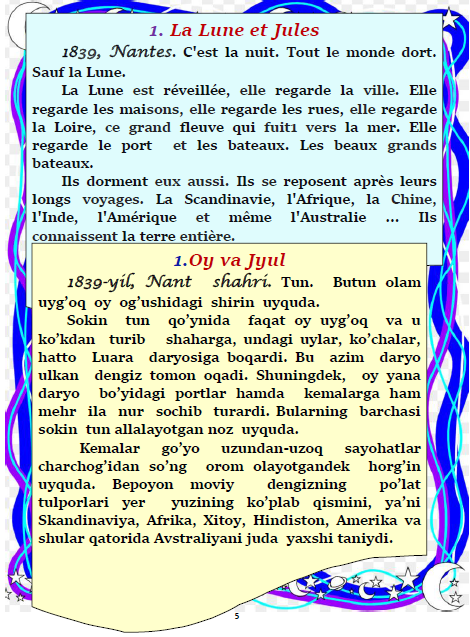 1. La Lune et Jules
1839, Nantes. C'est la nuit. Tout le monde dort.
Sauf la Lune.
La Lune est réveillée, elle regarde la ville. Elle
regarde les maisons, elle regarde les rues, elle regarde
la Loire, ce grand fleuve qui fuit1 vers la mer. Elle
regarde le port et les bateaux. Les beaux grands
bateaux.
Ils dorment eux aussi. Ils se reposent après leurs
longs voyages. La Scandinavie, l'Afrique, la Chine,
l'Inde, l'Amérique et même l'Australie ... Ils
connaissent la terre entière.
1.Oy va Jyul
1839-yil, Nant shahri. Tun. Butun olam
uyg'oq oy og'ushidagi shirin uyquda.
Sokin tun qo'ynida faqat oy uyg'oq va u
ko'kdan turib shaharga, undagi uylar, ko'chalar,
hatto Luara daryosiga boqardi. Bu azim daryo
ulkan dengiz tomon oqadi. Shuningdek, oy yana
daryo bo'yidagi portlar hamda kemalarga ham
mehr ila nur sochib turardi. Bularning barchasi
sokin tun allalayotgan noz uyquda.
Kemalar go'yo uzundan-uzoq sayohatlar
charchog'idan so'ng orom olayotgandek horg'in
uyquda. Bepoyon moviy dengizning po'lat
tulporlari yer yuzining ko'plab qismini, ya'ni
Skandinaviya, Afrika, Xitoy, Hindiston, Amerika va
shular qatorida Avstraliyani juda yaxshi taniydi.
5